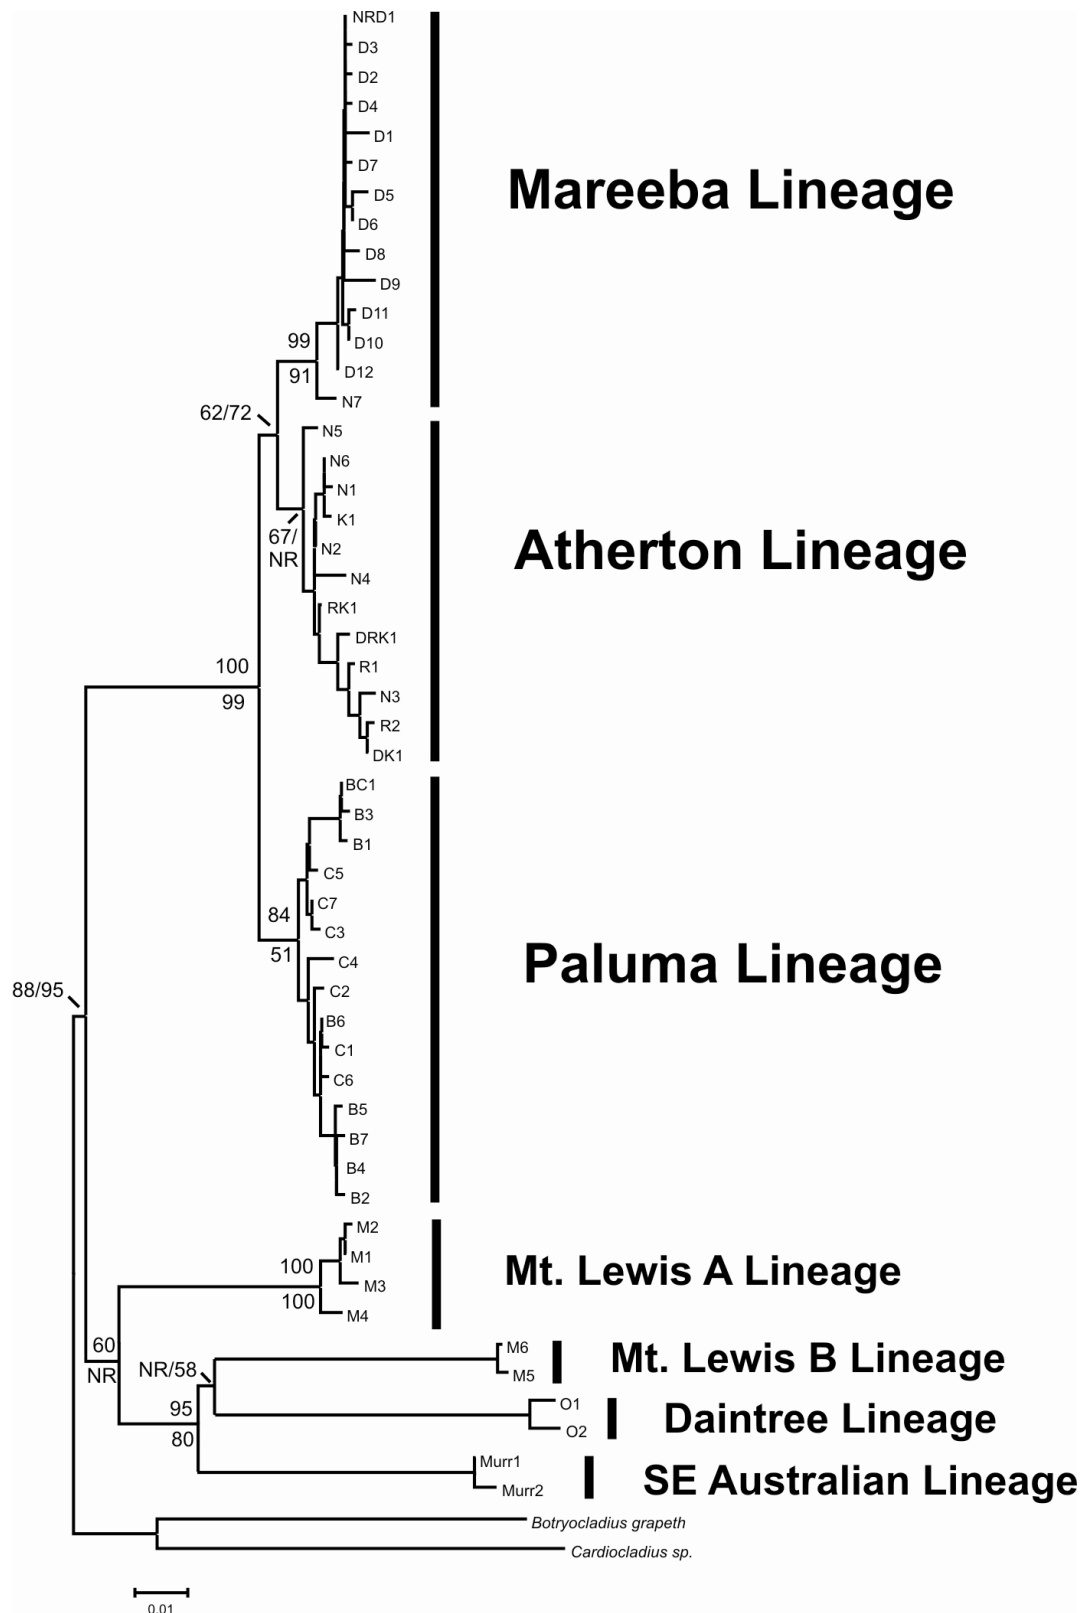 NRD1
D3
D2
D4
D1
D7
Mareeba Lineage
D5
D6
D8
D9
D11
99
D10
91
D12
N7
62/72
N5
N6
N1
K1
67/
NR
N2
Atherton Lineage
N4
RK1
DRK1
100
R1
99
N3
R2
DK1
BC1
B3
B1
C5
C7
84
C3
51
C4
Paluma Lineage
88/95
C2
B6
C1
C6
B5
B7
B4
B2
M2
M1
100
Mt. Lewis A Lineage
M3
100
M4
60
NR
M6
Mt. Lewis B Lineage
NR/58
M5
95
O1
Daintree Lineage
80
O2
Murr1
SE Australian Lineage
Murr2
Botryocladius grapeth
Cardiocladius sp.
0.01